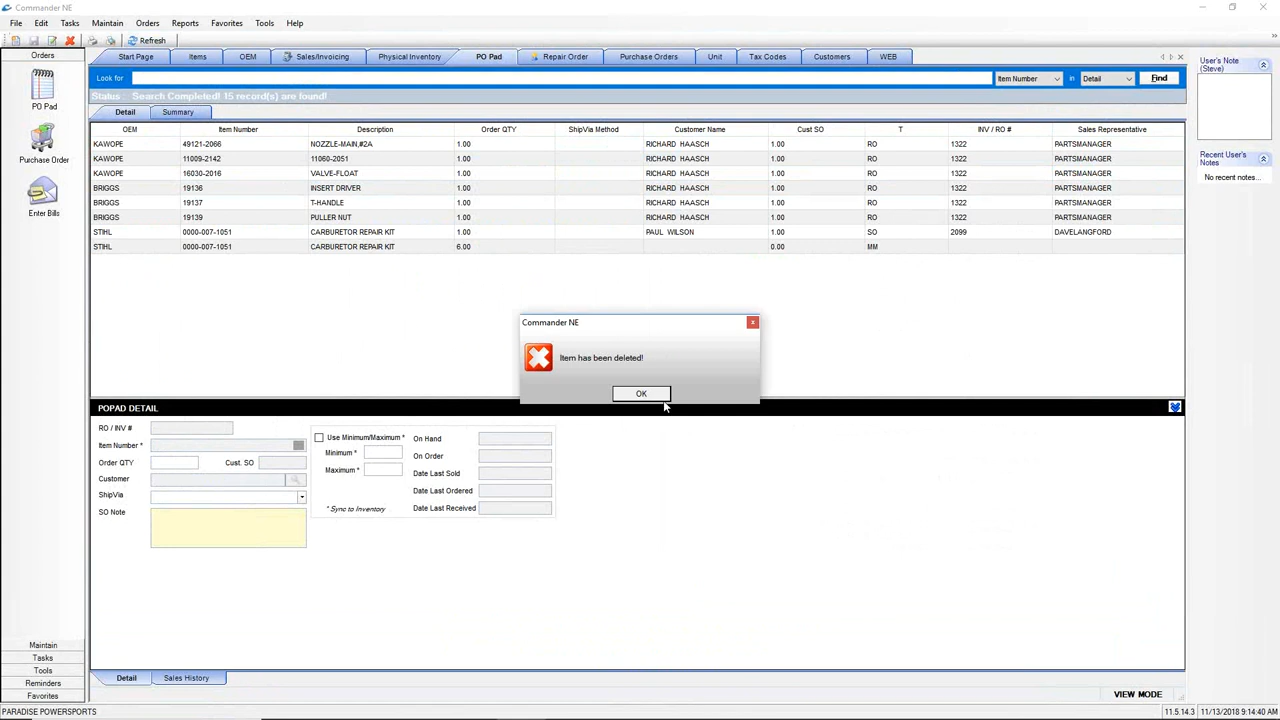 Commander NE
File Edit Tasks Maintain Orders Reports Favorites Tools Help
Refresh
Orders
Start Page Items OEM Sales/Invoicing Physical Inventory PO Pad Repair Order Purchase Orders Unit Tax Codes Customers WEB
User's Note (Steve)
Look for Item Number in Detail Find
Status : Search Completed! 15 record(s) are found!
Detail Summary
OEM Item Number Description Order QTY ShipVia Method Customer Name Cust SO T INV / RO # Sales Representative
KAWOPE 49121-2066 NOZZLE-MAIN,#2A 1.00 RICHARD HAASCH 1.00 RO 1322 PARTSMANAGER
KAWOPE 11009-2142 11060-2051 1.00 RICHARD HAASCH 1.00 RO 1322 PARTSMANAGER
KAWOPE 16030-2016 VALVE-FLOAT 1.00 RICHARD HAASCH 1.00 RO 1322 PARTSMANAGER
BRIGGS 19136 INSERT DRIVER 1.00 RICHARD HAASCH 1.00 RO 1322 PARTSMANAGER
BRIGGS 19137 T-HANDLE 1.00 RICHARD HAASCH 1.00 RO 1322 PARTSMANAGER
BRIGGS 19139 PULLER NUT 1.00 RICHARD HAASCH 1.00 RO 1322 PARTSMANAGER
STIHL 0000-007-1051 CARBURETOR REPAIR KIT 1.00 PAUL WILSON 1.00 SO 2099 DAVELANGFORD
STIHL 0000-007-1051 CARBURETOR REPAIR KIT 6.00 0.00 MM
PO Pad
Purchase Order
Enter Bills
Recent User's Notes
No recent notes...
Commander NE
Item has been deleted!
OK
POPAD DETAIL
RO / INV #
Item Number *
Order QTY Cust. SO
Customer
ShipVia
SO Note
Use Minimum/Maximum *
Minimum *
Maximum *
* Sync to Inventory
On Hand
On Order
Date Last Sold
Date Last Ordered
Date Last Received
Maintain
Tasks
Tools
Reminders
Favorites
Detail Sales History
VIEW MODE
PARADISE POWERSPORTS 11.5.14.3 11/13/2018 9:14:40 AM